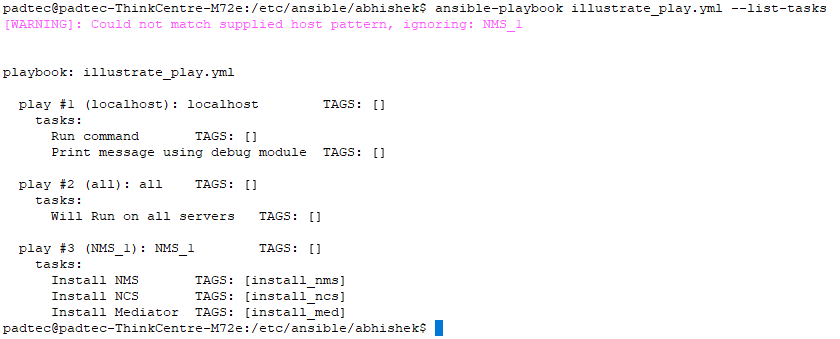 padtec@padtec-ThinkCentre-M72e:/etc/ansible/abhishek$ ansible-playbook illustrate_play.yml --list-tasks
[WARNING]: Could not match supplied host pattern, ignoring: NMS_1
playbook: illustrate_play.yml
play #1 (localhost): localhost TAGS: []
tasks:
Run command TAGS: []
Print message using debug module TAGS: []
play #2 (all): all TAGS: []
tasks:
Will Run on all servers TAGS: []
play #3 (NMS_1): NMS_1 TAGS: []
tasks:
Install NMS TAGS: [install_nms]
Install NCS TAGS: [install_ncs]
Install Mediator TAGS: [install_med]
padtec@padtec-ThinkCentre-M72e:/etc/ansible/abhishek$